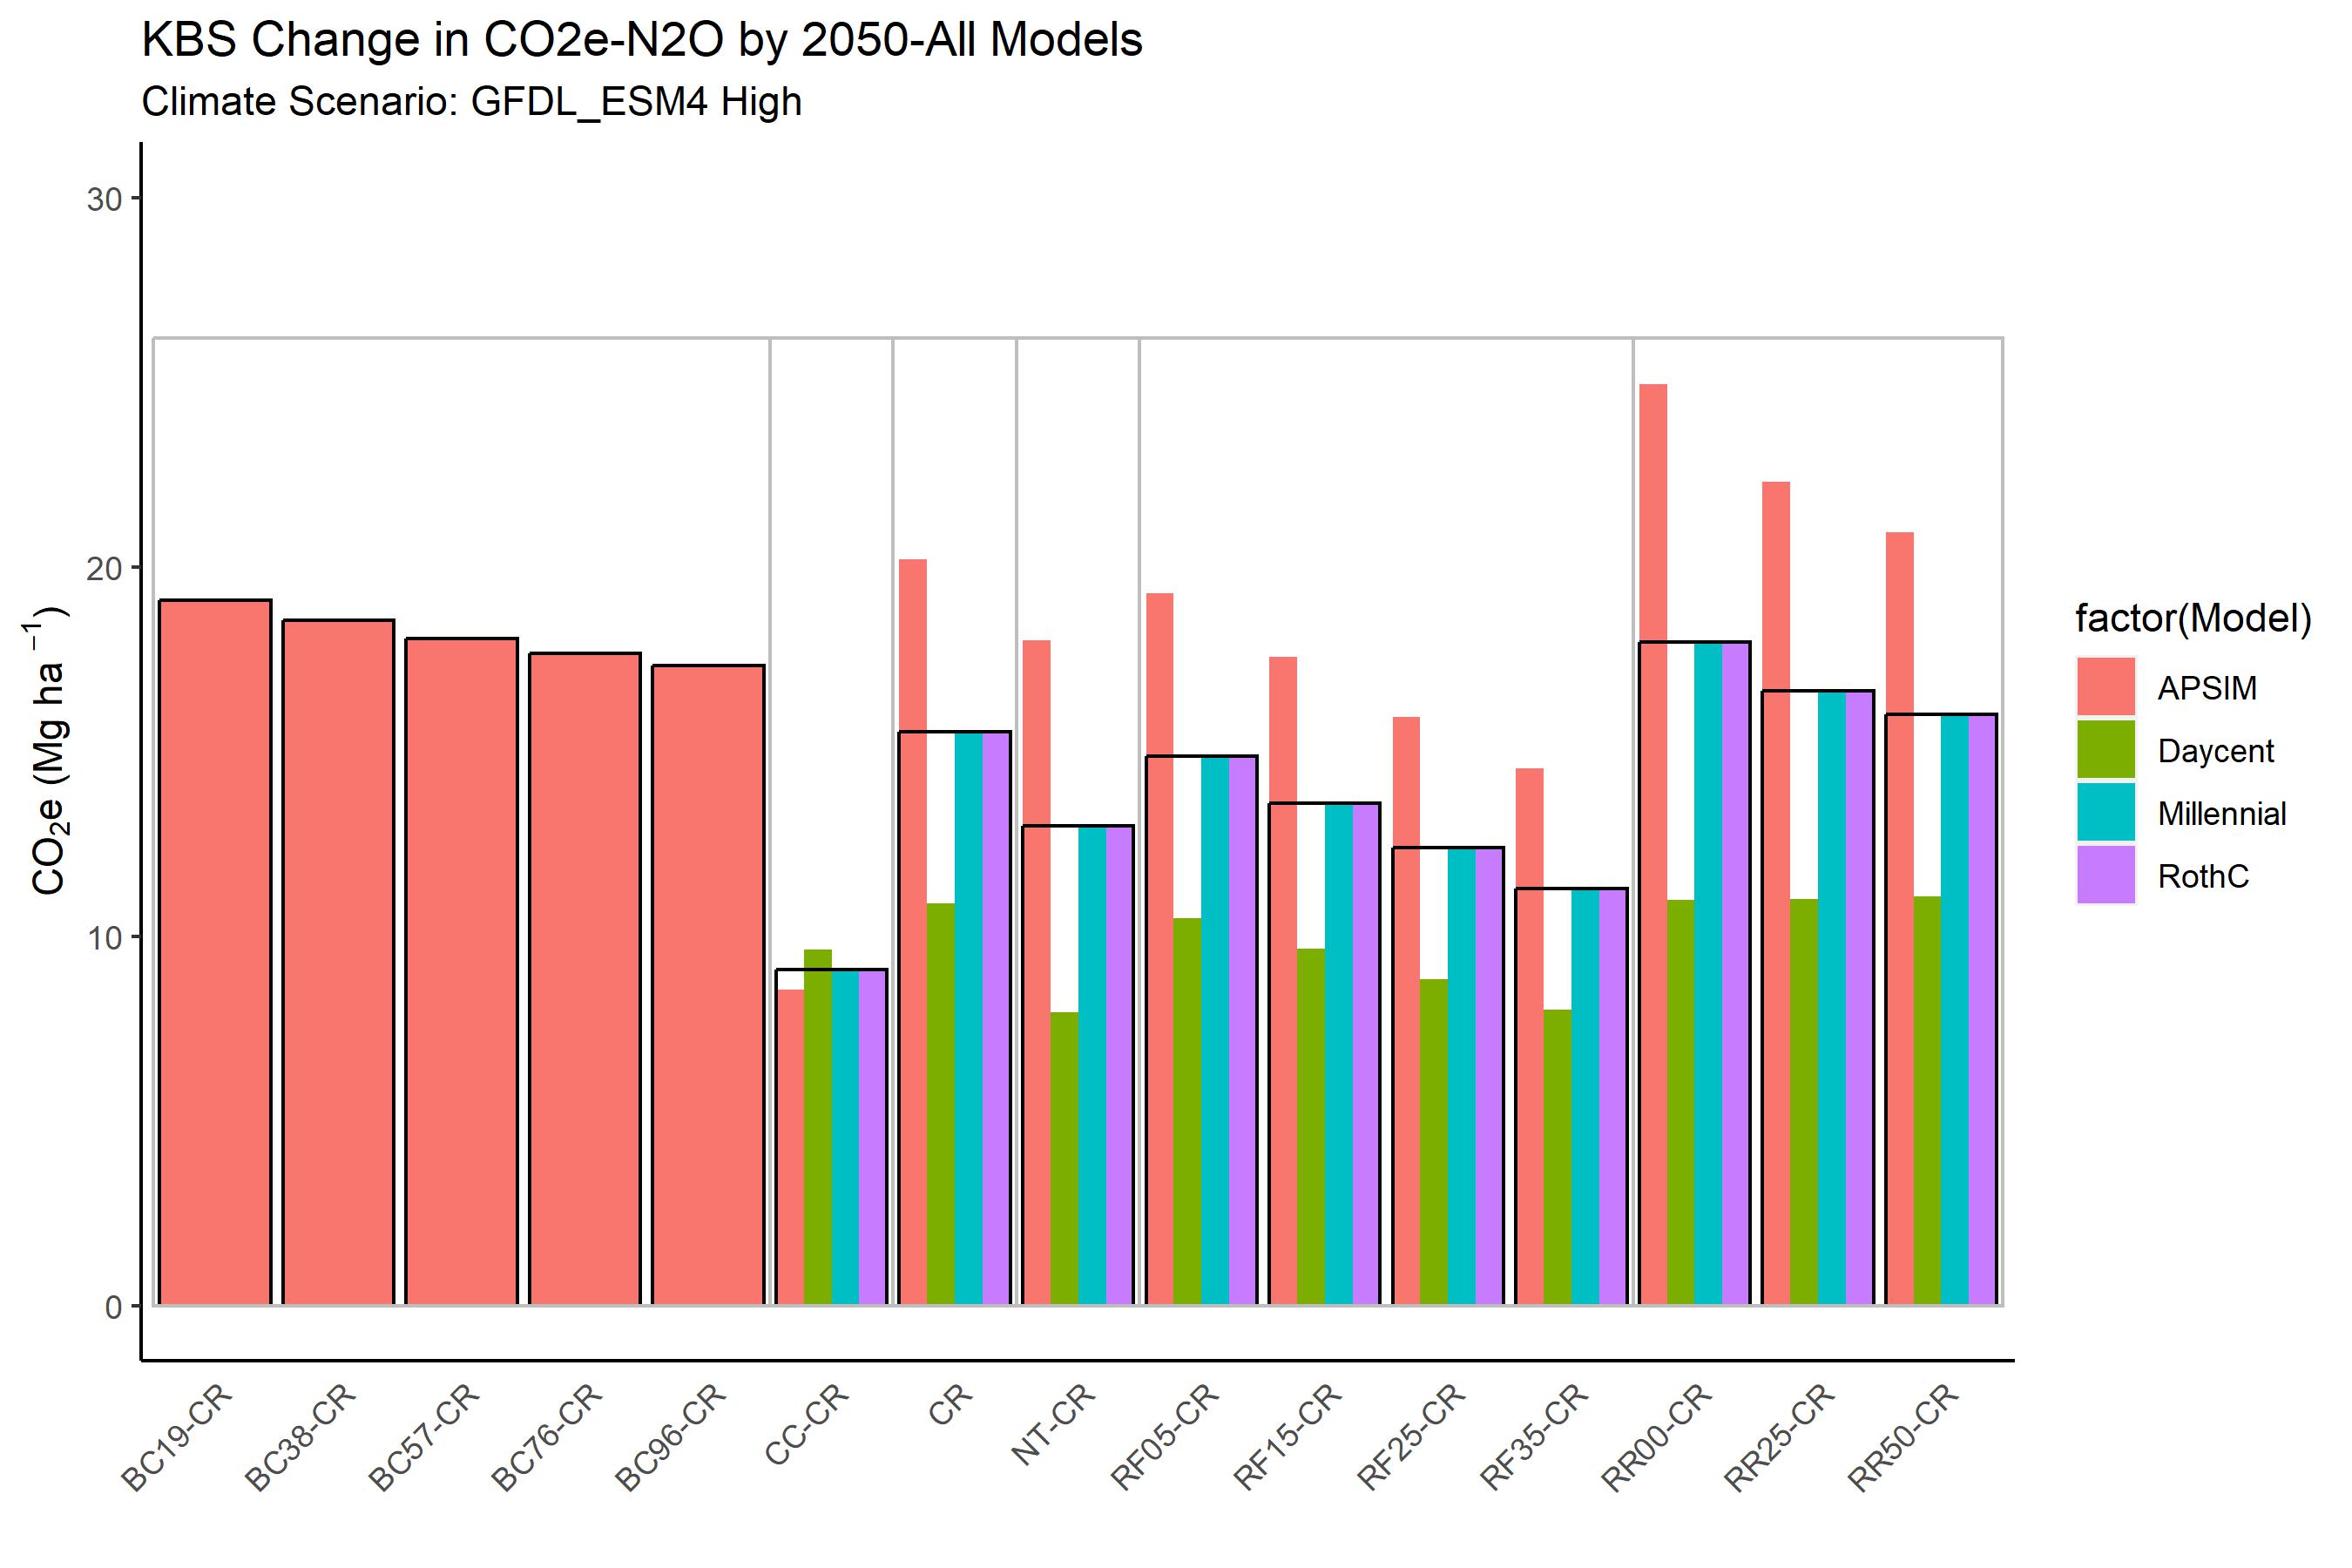 KBS Change in CO2e-N2O by 2050-All Models
Climate Scenario: GFDL_ESM4 High
CO₂e (Mg ha ⁻¹)
30
20
10
0
BC19-CR
BC38-CR
BC57-CR
BC76-CR
BC96-CR
CC-CR
CR
NT-CR
RF05-CR
RF15-CR
RF25-CR
RF35-CR
RR00-CR
RR25-CR
RR50-CR
factor(Model)
APSIM
Daycent
Millennial
RothC